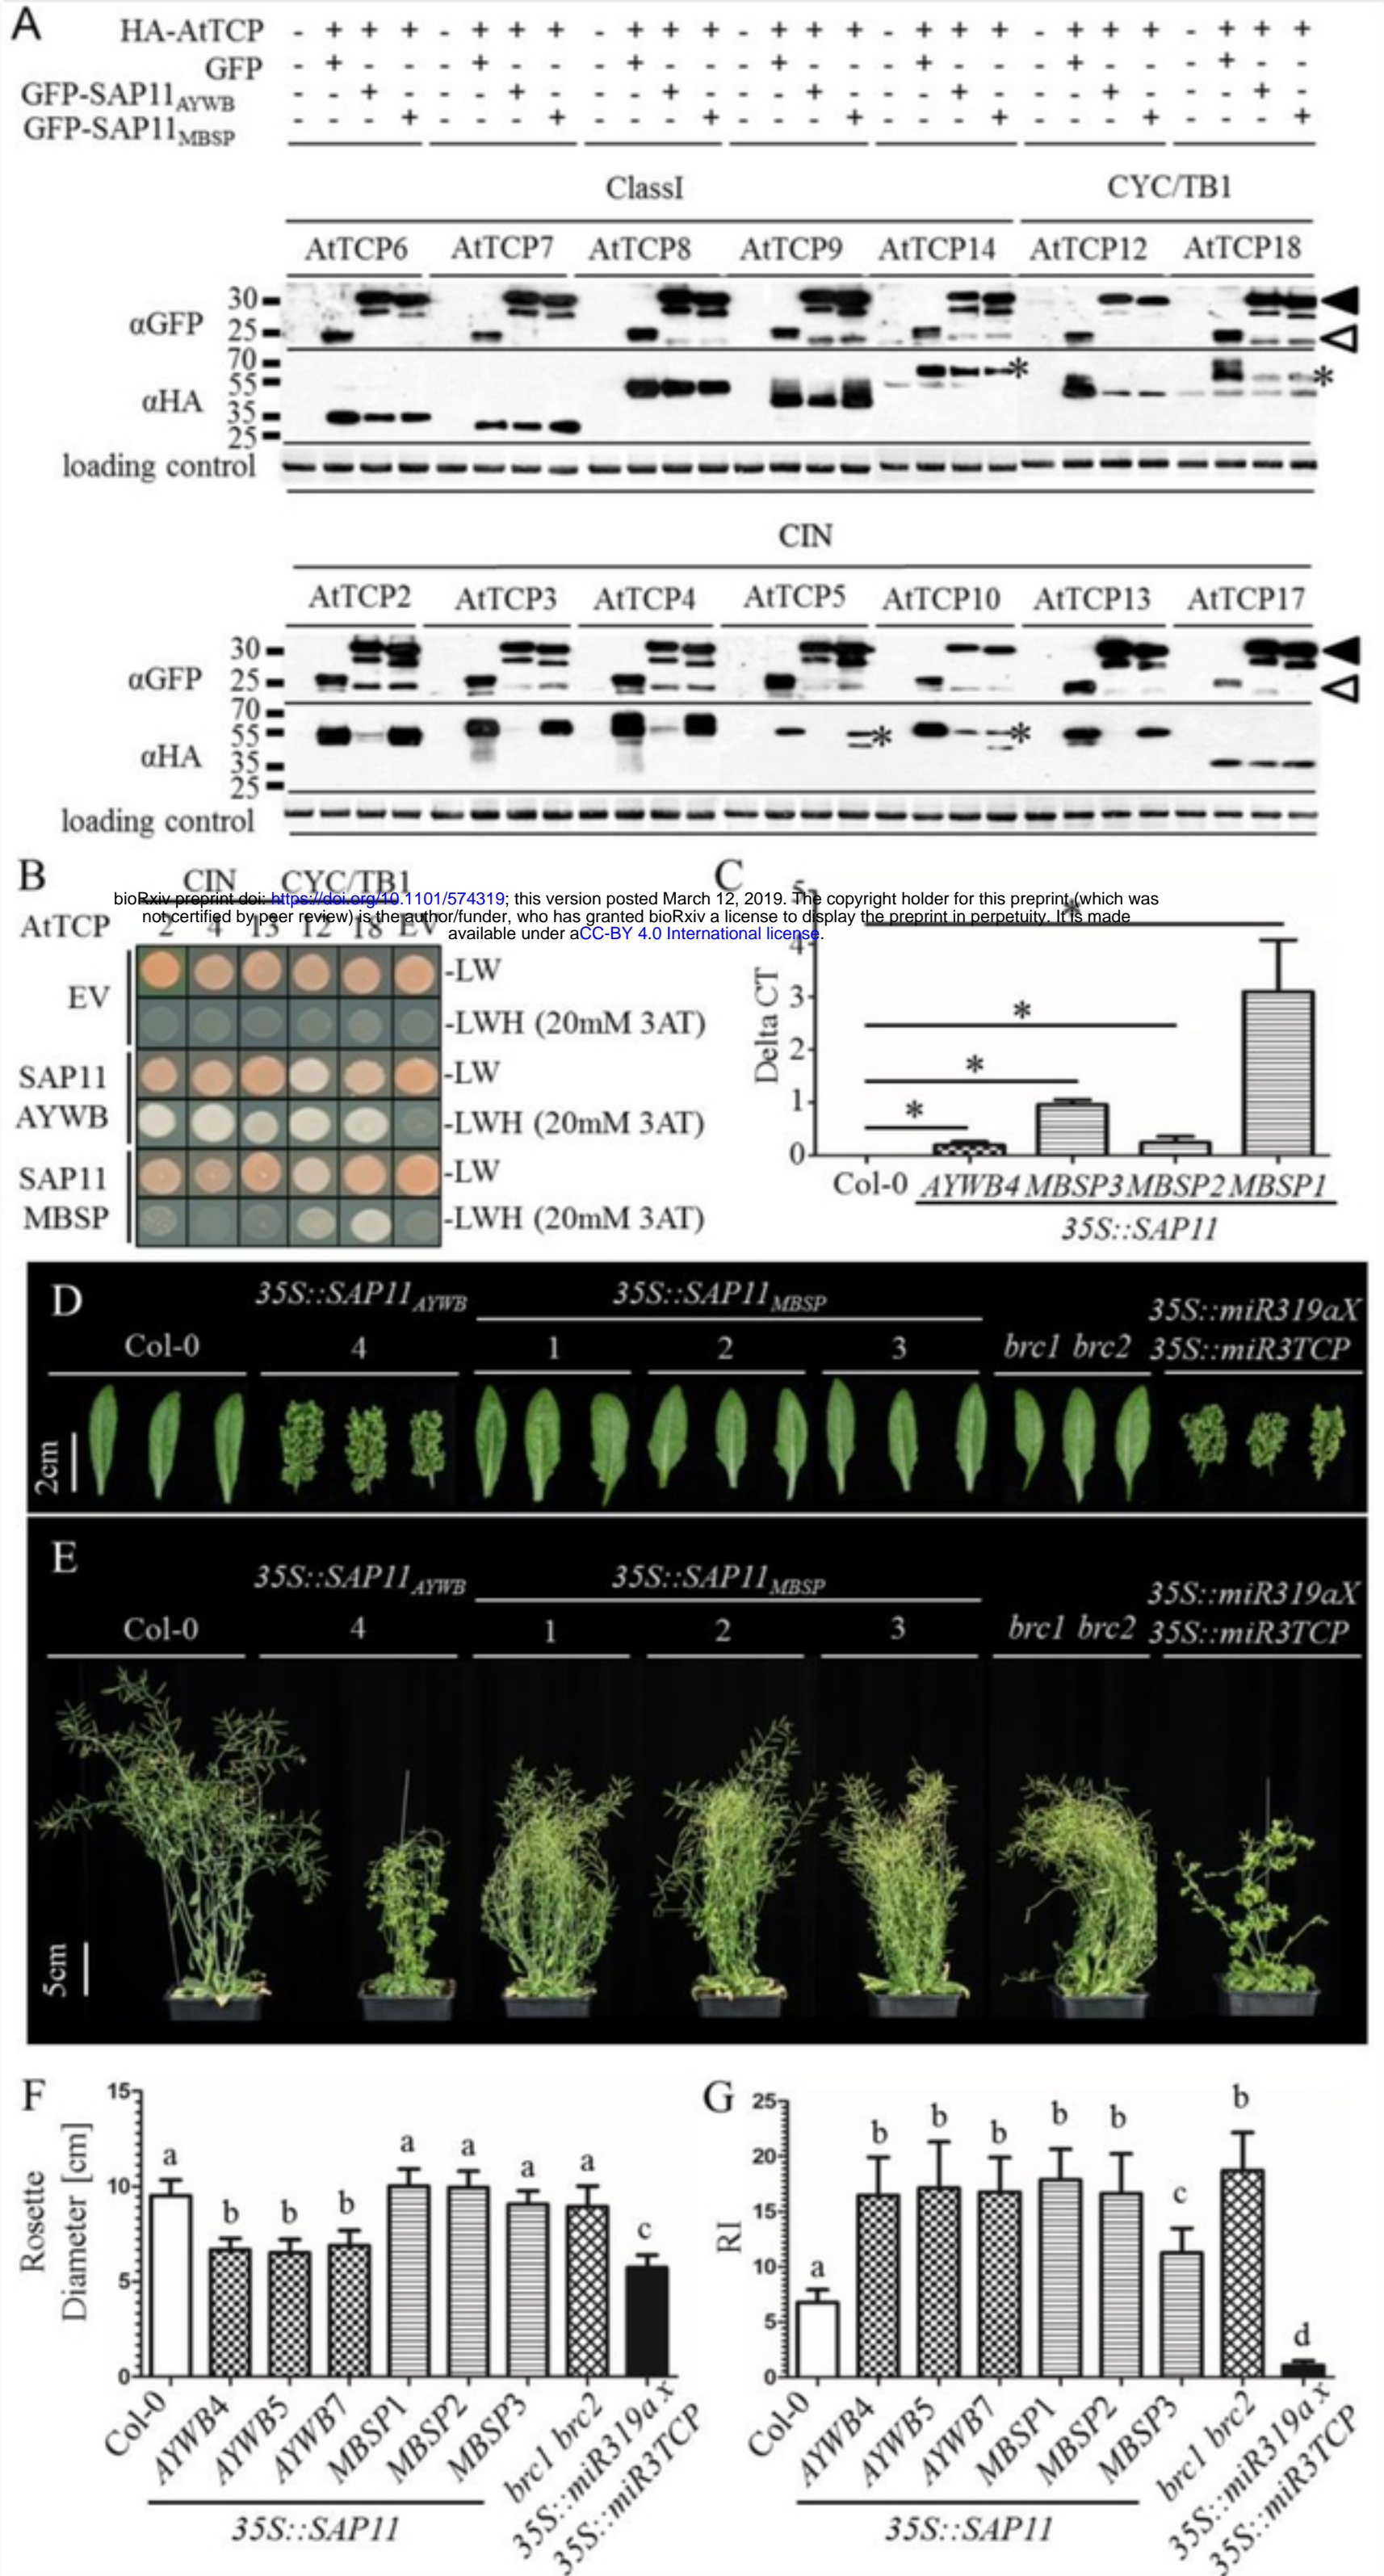 A
HA-AtTCP - + + + - + + + - + + + - + + + - + + + - + + + - + + +
GFP - + - - - + - - - + - - - + - - - + - - - + - - - + - -
GFP-SAP11AYWB - - + - - - + - - - + - - - + - - - + - - - + - - - + -
GFP-SAP11MBSP - - - + - - - + - - - + - - - + - - - + - - - + - - - +
ClassI CYC/TB1
AtTCP6 AtTCP7 AtTCP8 AtTCP9 AtTCP14 AtTCP12 AtTCP18
30
αGFP
25
70
55 * *
αHA
35
25
loading control
CIN
AtTCP2 AtTCP3 AtTCP4 AtTCP5 AtTCP10 AtTCP13 AtTCP17
30
αGFP
25
70
55 * *
αHA
35
25
loading control
B
CIN CYC/TB1
bioRxiv preprint doi: https://doi.org/10.1101/574319; this version posted March 12, 2019. The copyright holder for this preprint (which was
not certified by peer review) is the author/funder, who has granted bioRxiv a license to display the preprint in perpetuity. It is made
available under aCC-BY 4.0 International license.
AtTCP 2 4 13 12 18 EV
EV -LW
-LWH (20mM 3AT)
SAP11 -LW
AYWB -LWH (20mM 3AT)
SAP11 -LW
MBSP -LWH (20mM 3AT)
C
5
4
3
2
1
0
Delta CT
* * * *
Col-0 AYWB4 MBSP3 MBSP2 MBSP1
35S::SAP11
D
35S::SAP11AYWB 35S::SAP11MBSP 35S::miR319aX
Col-0 4 1 2 3 brc1 brc2 35S::miR3TCP
2cm
E
35S::SAP11AYWB 35S::SAP11MBSP 35S::miR319aX
Col-0 4 1 2 3 brc1 brc2 35S::miR3TCP
5cm
F
Rosette
Diameter [cm]
15
10
5
0
a b b b a a a a c
Col-0 AYWB4 AYWB5 AYWB7 MBSP1 MBSP2 MBSP3 brc1 brc2 35S::miR319a x
35S::miR3TCP
35S::SAP11
G
RI
25
20
15
10
5
0
a b b b b b c b d
Col-0 AYWB4 AYWB5 AYWB7 MBSP1 MBSP2 MBSP3 brc1 brc2 35S::miR319a x
35S::miR3TCP
35S::SAP11